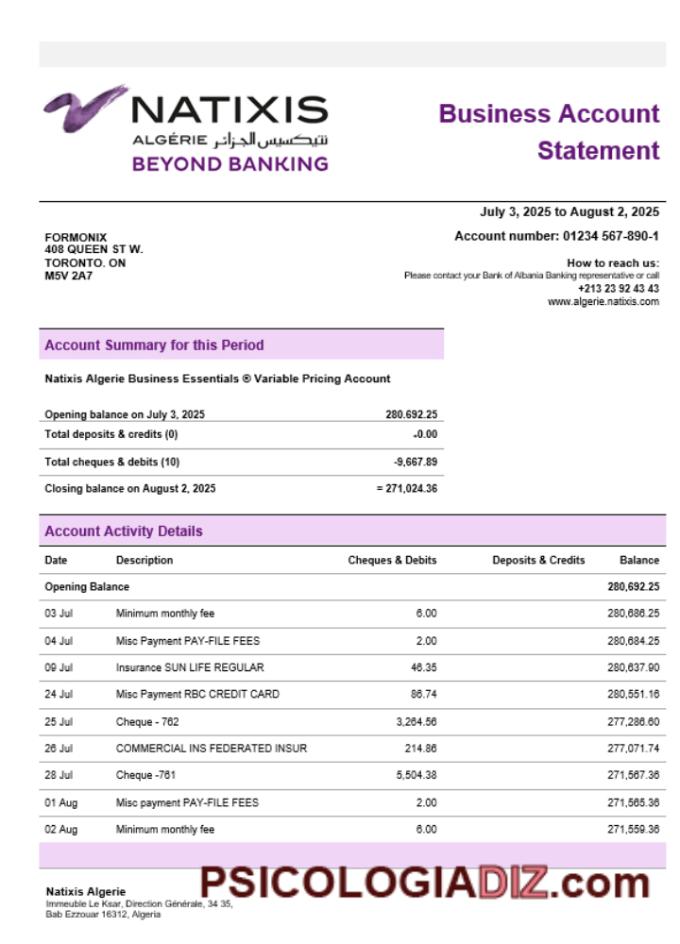 NATIXIS
ALGÉRIE نتيكسيس الجزائر
BEYOND BANKING
Business Account
Statement
July 3, 2025 to August 2, 2025
Account number: 01234 567-890-1
FORMONIX
408 QUEEN ST W.
TORONTO. ON
M5V 2A7
How to reach us:
Please contact your Bank of Albania Banking representative or call
+213 23 92 43 43
www.algerie.natixis.com
Account Summary for this Period
Natixis Algerie Business Essentials ® Variable Pricing Account
Opening balance on July 3, 2025 280.692.25
Total deposits & credits (0) -0.00
Total cheques & debits (10) -9,667.89
Closing balance on August 2, 2025 = 271,024.36
Account Activity Details
Date Description Cheques & Debits Deposits & Credits Balance
Opening Balance 280,692.25
03 Jul Minimum monthly fee 6.00 280,686.25
04 Jul Misc Payment PAY-FILE FEES 2.00 280,684.25
09 Jul Insurance SUN LIFE REGULAR 46.35 280,637.90
24 Jul Misc Payment RBC CREDIT CARD 86.74 280,551.16
25 Jul Cheque - 762 3,264.56 277,286.60
26 Jul COMMERCIAL INS FEDERATED INSUR 214.86 277,071.74
28 Jul Cheque -761 5,504.38 271,567.36
01 Aug Misc payment PAY-FILE FEES 2.00 271,565.36
02 Aug Minimum monthly fee 6.00 271,559.36
PSICOLOGIADIZ.com
Natixis Algerie
Immeuble Le Ksar, Direction Générale, 34 35,
Bab Ezzouar 16312, Algeria